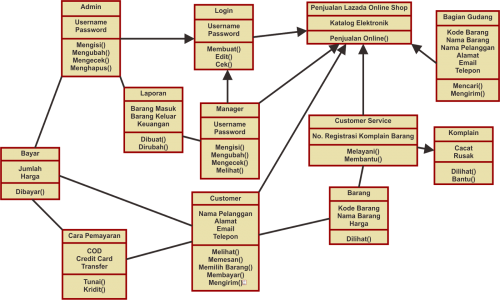 Admin
Username
Password
Mengisi()
Mengubah()
Mengecek()
Menghapus()
Login
Username
Password
Membuat()
Edit()
Cek()
Penjualan Lazada Online Shop
Katalog Elektronik
Penjualan Online()
Bagian Gudang
Kode Barang
Nama Barang
Nama Pelanggan
Alamat
Email
Telepon
Mencari()
Mengirim()
Laporan
Barang Masuk
Barang Keluar
Keuangan
Dibuat()
Dirubah()
Manager
Username
Password
Mengisi()
Mengubah()
Mengecek()
Melihat()
Customer Service
No. Registrasi Komplain Barang
Melayani()
Membantu()
Komplain
Cacat
Rusak
Dilihat()
Bantu()
Bayar
Jumlah
Harga
Dibayar()
Customer
Nama Pelanggan
Alamat
Email
Telepon
Melihat()
Memesan()
Memilih Barang()
Membayar()
Mengirim()
Barang
Kode Barang
Nama Barang
Harga
Dilihat()
Cara Pemayaran
COD
Credit Card
Transfer
Tunai()
Kridit()